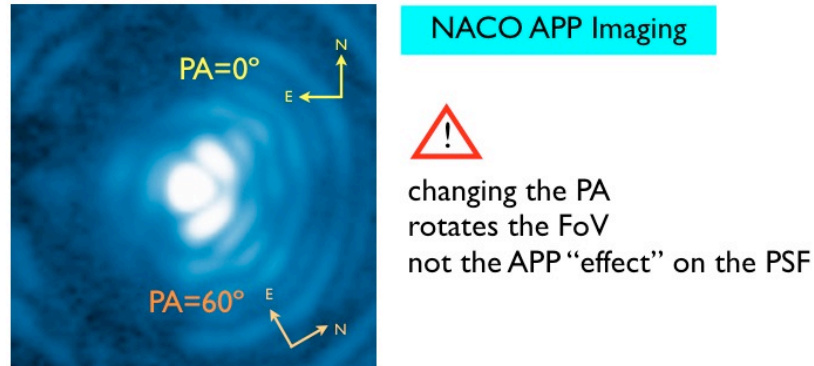 NACO APP Imaging
PA=0°
N
E
!
changing the PA
rotates the FoV
not the APP “effect” on the PSF
PA=60°
E
N